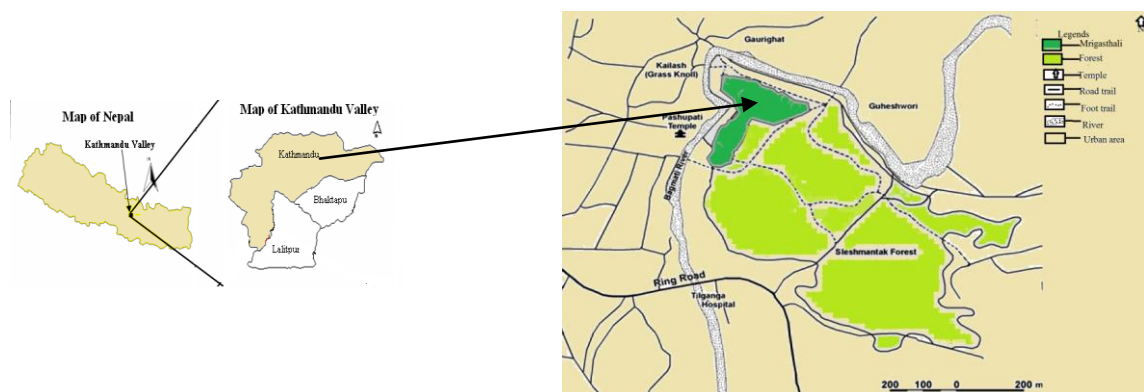 Map of Nepal
Kathmandu Valley
Map of Kathmandu Valley
Kathmandu
Bhaktapu
Lalitpur
Gaurighat
Kailash
(Grass Knoll)
Guheshwori
Pashupati
Temple
Bagmati River
Sleshmantak Forest
Ring Road
Tilganga
Hospital
N
Legends
Mrigasthali
Forest
Temple
Road trail
Foot trail
River
Urban area
200 100 0 200 m